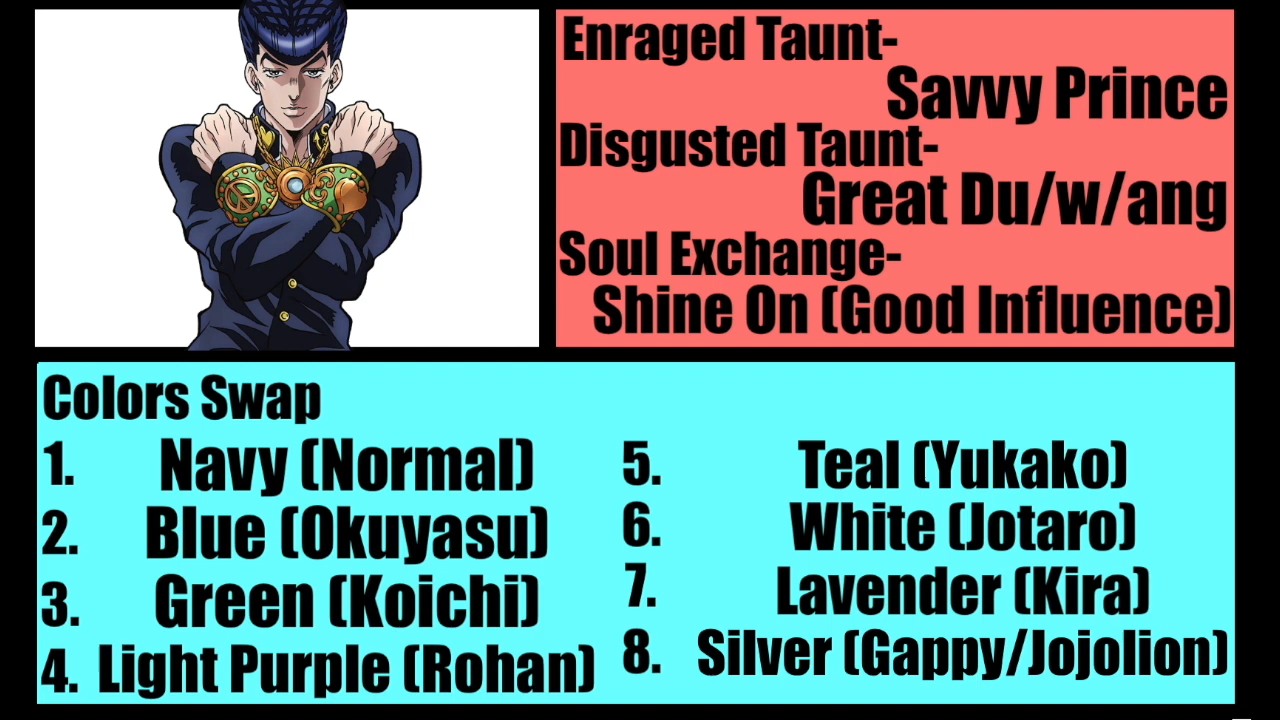 Enraged Taunt-
Savvy Prince
Disgusted Taunt-
Great Du/w/ang
Soul Exchange-
Shine On (Good Influence)
Colors Swap
1. Navy (Normal)
2. Blue (Okuyasu)
3. Green (Koichi)
4. Light Purple (Rohan)
5. Teal (Yukako)
6. White (Jotaro)
7. Lavender (Kira)
8. Silver (Gappy/Jojolion)